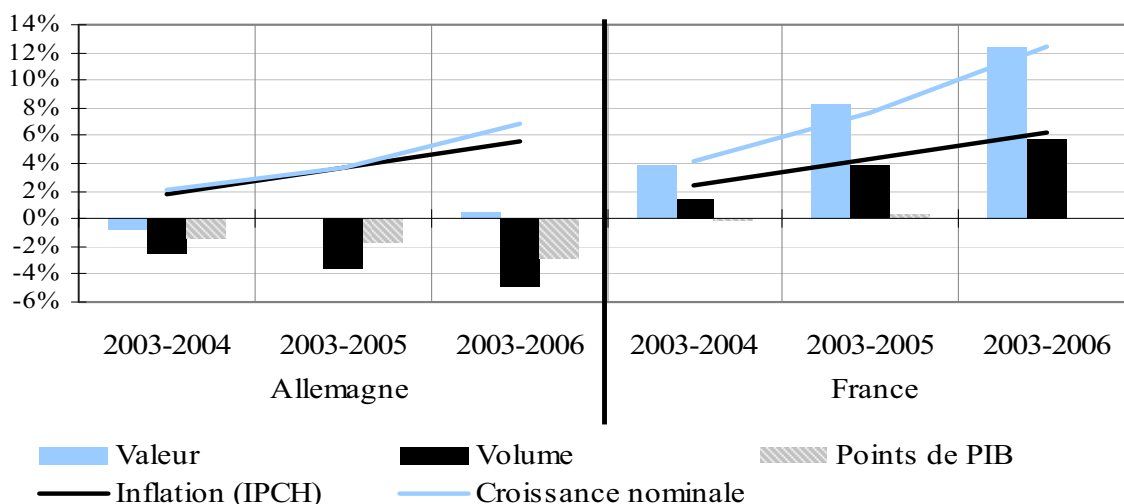 14%
12%
10%
8%
6%
4%
2%
0%
-2%
-4%
-6%
2003-2004 2003-2005 2003-2006 2003-2004 2003-2005 2003-2006
Allemagne France
Valeur Volume Points de PIB
Inflation (IPCH) Croissance nominale